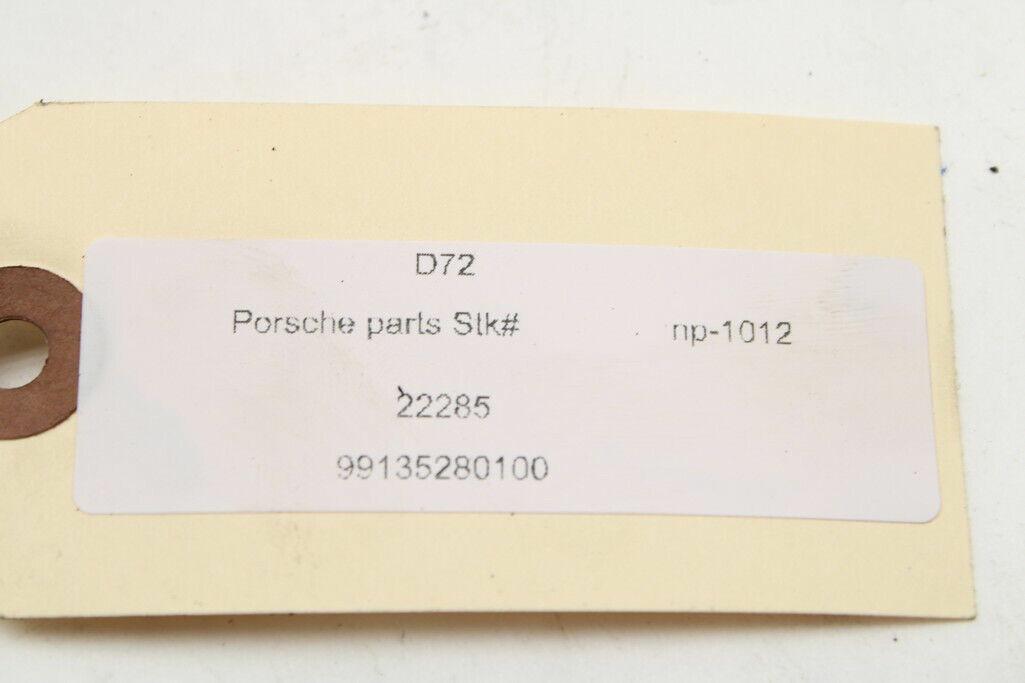 D72
Porsche parts Stk# np-1012
22285
99135280100